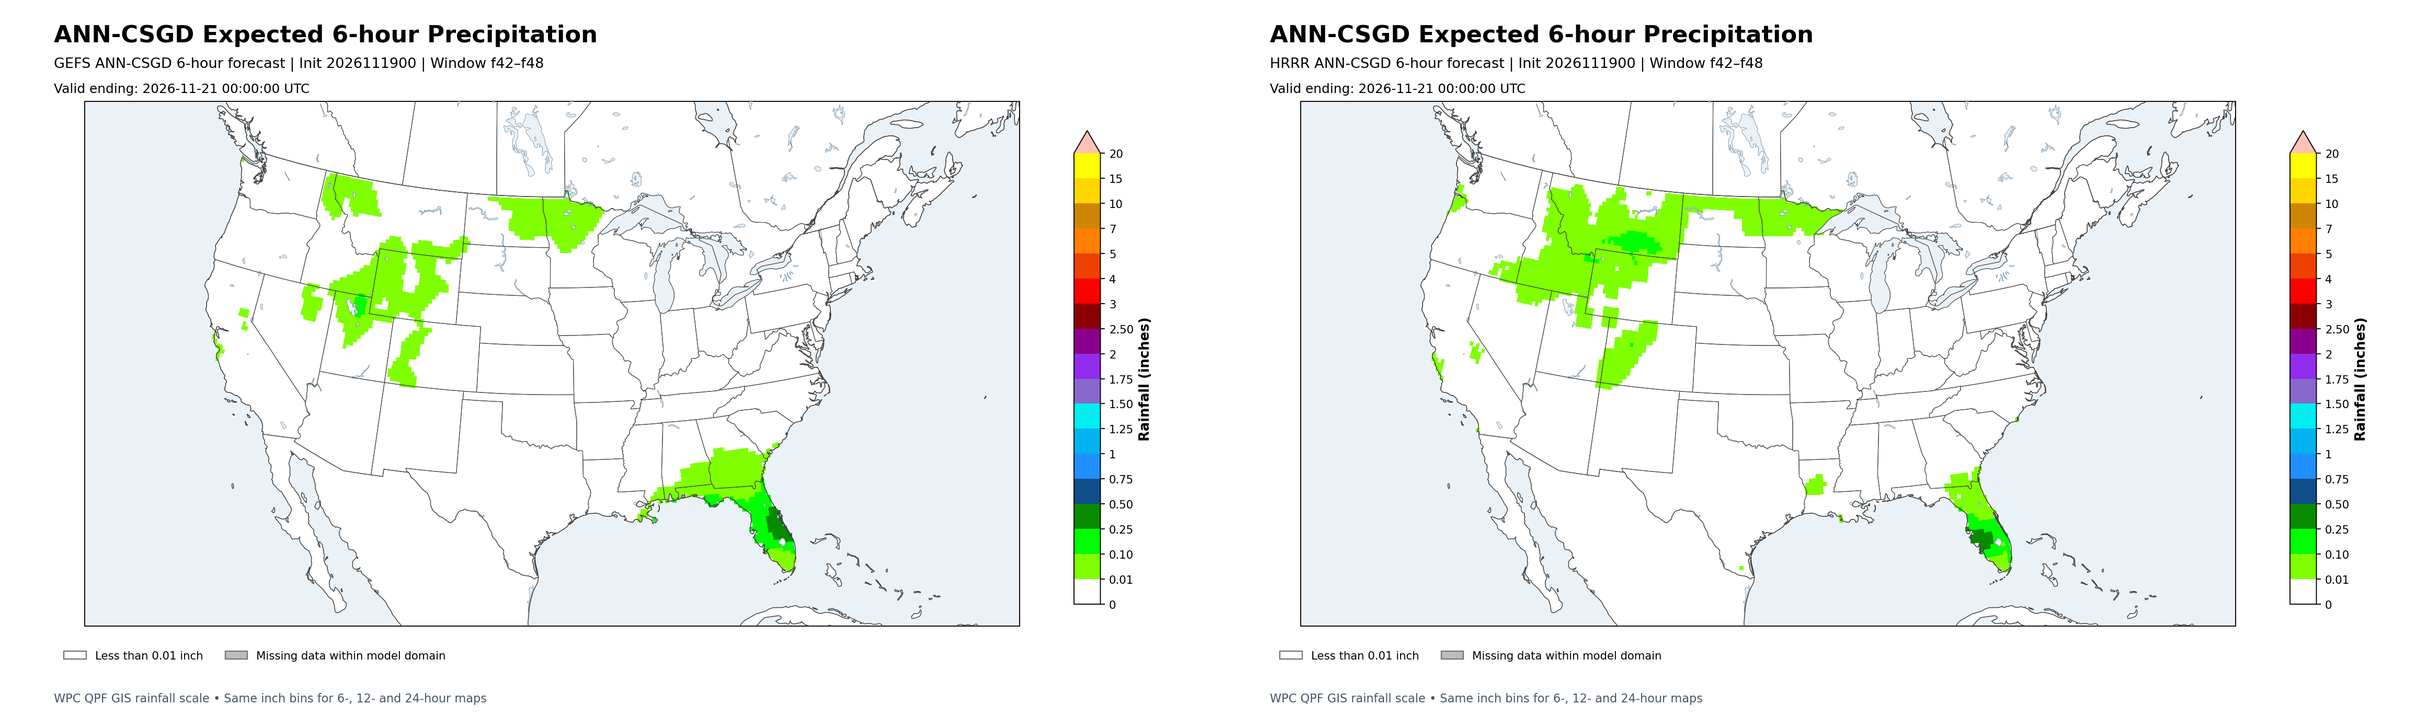 ANN-CSGD Expected 6-hour Precipitation
GEFS ANN-CSGD 6-hour forecast | Init 2026111900 | Window f42–f48
Valid ending: 2026-11-21 00:00:00 UTC
20
15
10
7
5
4
3
2.50
2
1.75
1.50
1.25
1
0.75
0.50
0.25
0.10
0.01
0
Rainfall (inches)
Less than 0.01 inch
Missing data within model domain
WPC QPF GIS rainfall scale • Same inch bins for 6-, 12- and 24-hour maps
ANN-CSGD Expected 6-hour Precipitation
HRRR ANN-CSGD 6-hour forecast | Init 2026111900 | Window f42–f48
Valid ending: 2026-11-21 00:00:00 UTC
20
15
10
7
5
4
3
2.50
2
1.75
1.50
1.25
1
0.75
0.50
0.25
0.10
0.01
0
Rainfall (inches)
Less than 0.01 inch
Missing data within model domain
WPC QPF GIS rainfall scale • Same inch bins for 6-, 12- and 24-hour maps